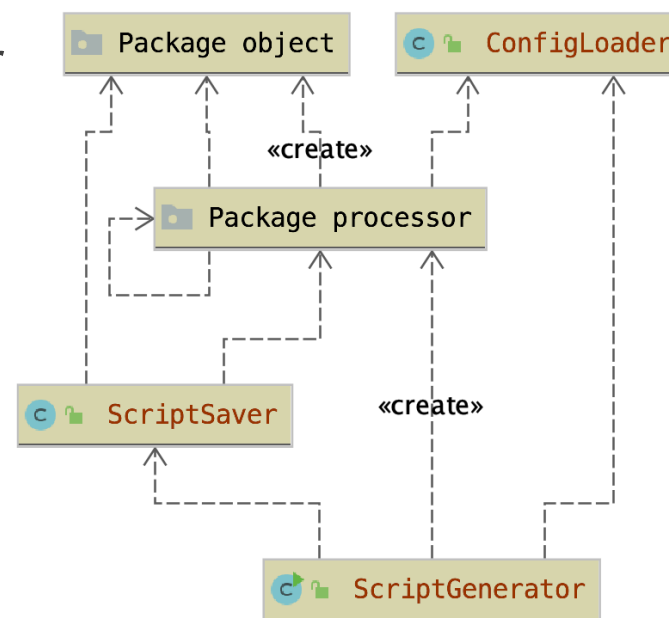 Package object
ConfigLoader
«create»
Package processor
ScriptSaver
«create»
ScriptGenerator